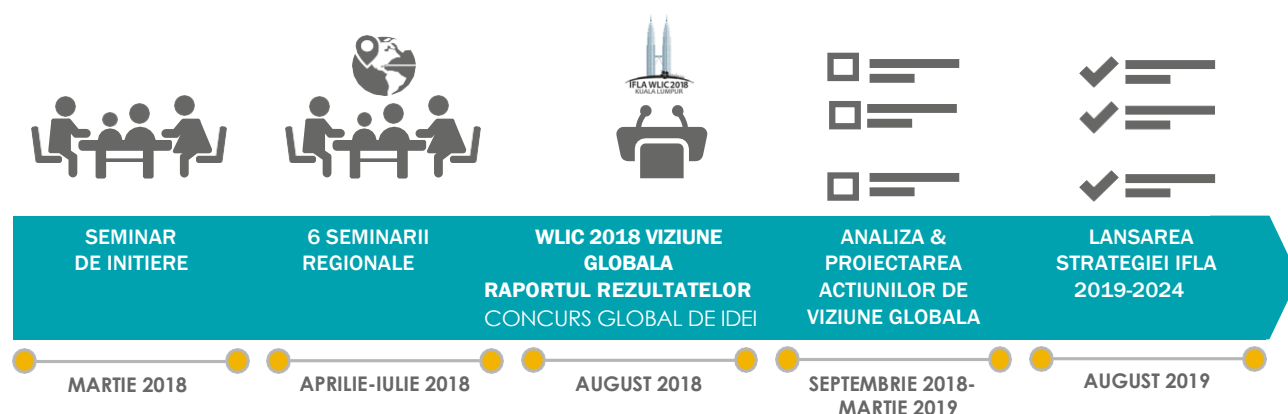 IFLA WLIC 2018
KUALA LUMPUR
SEMINAR
DE INITIERE
6 SEMINARII
REGIONALE
WLIC 2018 VIZIUNE
GLOBALA
RAPORTUL REZULTATELOR
CONCURS GLOBAL DE IDEI
ANALIZA &
PROIECTAREA
ACTIUNILOR DE
VIZIUNE GLOBALA
LANSAREA
STRATEGIEI IFLA
2019-2024
MARTIE 2018
APRILIE-IULIE 2018
AUGUST 2018
SEPTEMBRIE 2018-
MARTIE 2019
AUGUST 2019